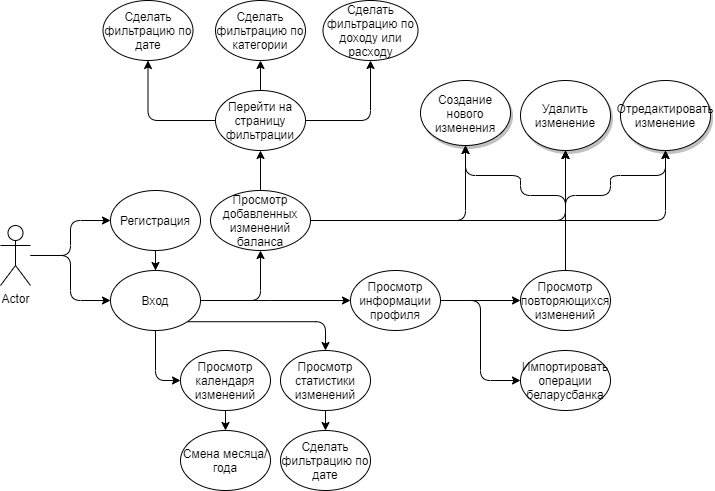 Сделать
фильтрацию по
дате
Сделать
фильтрацию по
категории
Сделать
фильтрацию по
доходу или
расходу
Перейти на
страницу
фильтрации
Создание
нового
изменения
Удалить
изменение
Отредактировать
изменение
Регистрация
Просмотр
добавленных
изменений
баланса
Actor
Вход
Просмотр
информации
профиля
Просмотр
повторяющихся
изменений
Просмотр
календаря
изменений
Просмотр
статистики
изменений
Импортировать
операции
беларусбанка
Смена месяца/
года
Сделать
фильтрацию по
дате